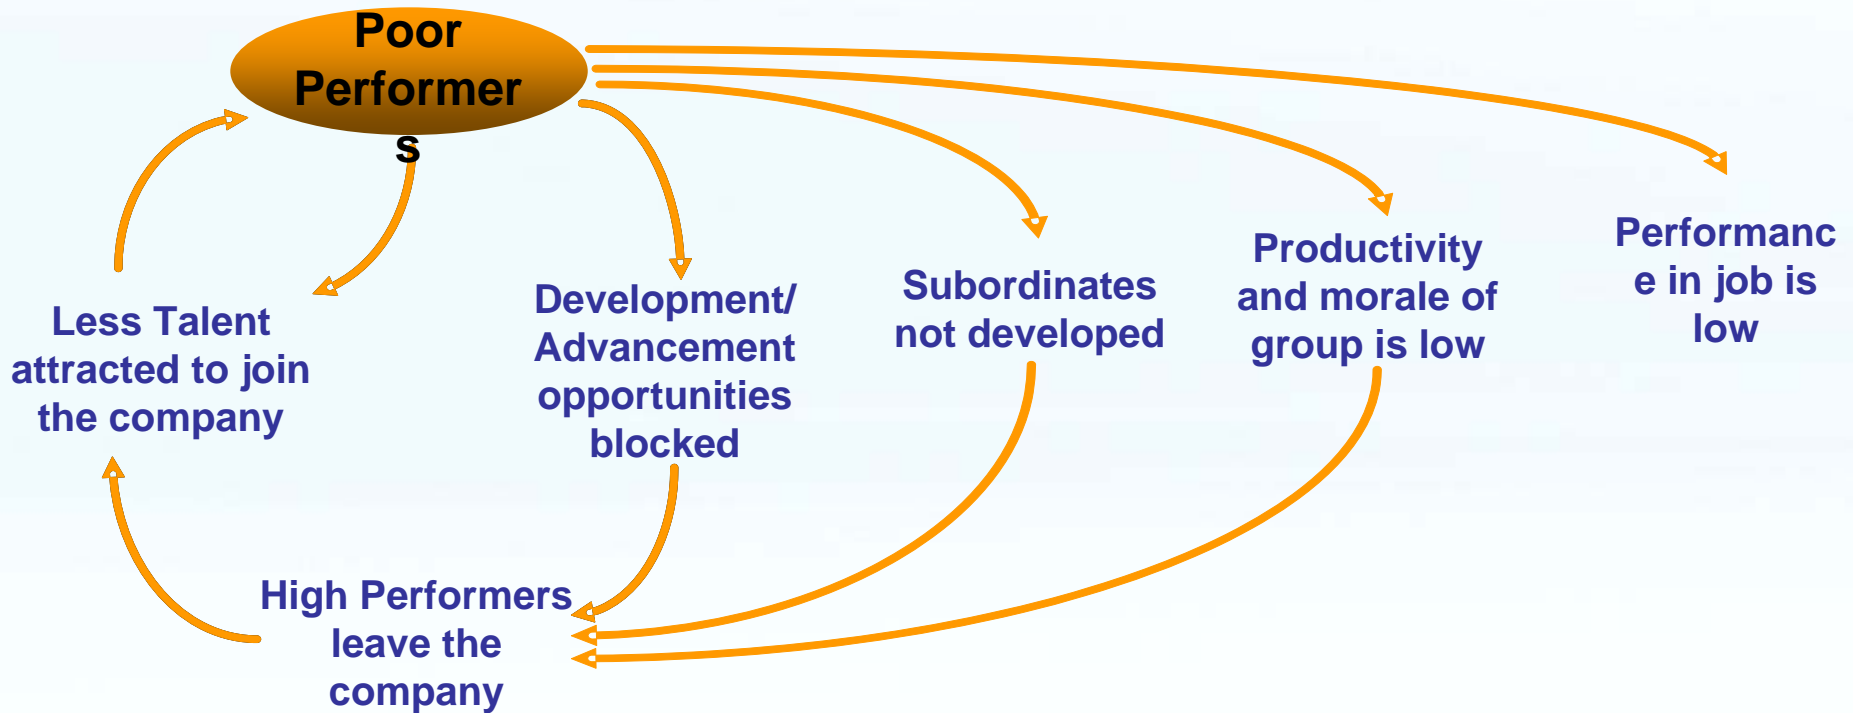 Poor
Performer
s
Less Talent
attracted to join
the company
Development/
Advancement
opportunities
blocked
Subordinates
not developed
Productivity
and morale of
group is low
Performanc
e in job is
low
High Performers
leave the
company